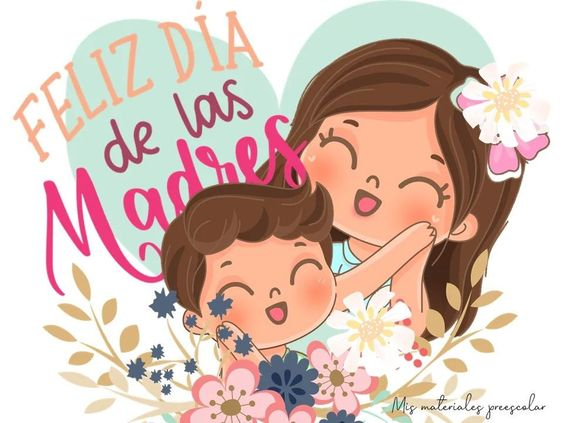 FELIZ DÍA
de las
Madres
Mis materiales preescolar